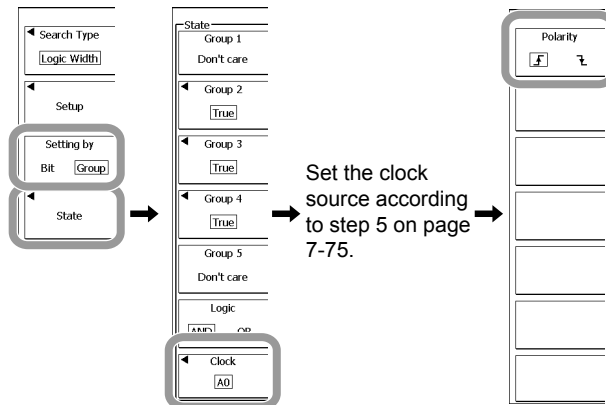 Search Type
Logic Width
Setup
Setting by
Bit Group
State
State
Group 1
Don't care
Group 2
True
Group 3
True
Group 4
True
Group 5
Don't care
Logic
AND OR
Clock
A0
Set the clock
source according
to step 5 on page
7-75.
Polarity